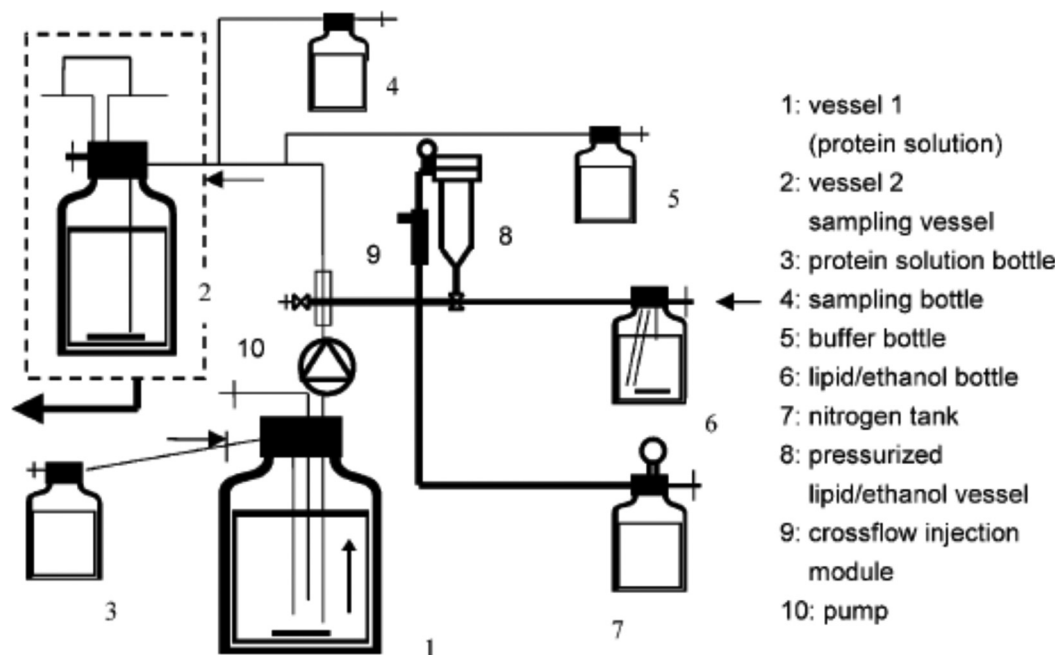 4
5
9
8
2
10
6
3
7
1
1: vessel 1
(protein solution)
2: vessel 2
sampling vessel
3: protein solution bottle
4: sampling bottle
5: buffer bottle
6: lipid/ethanol bottle
7: nitrogen tank
8: pressurized
lipid/ethanol vessel
9: crossflow injection
module
10: pump